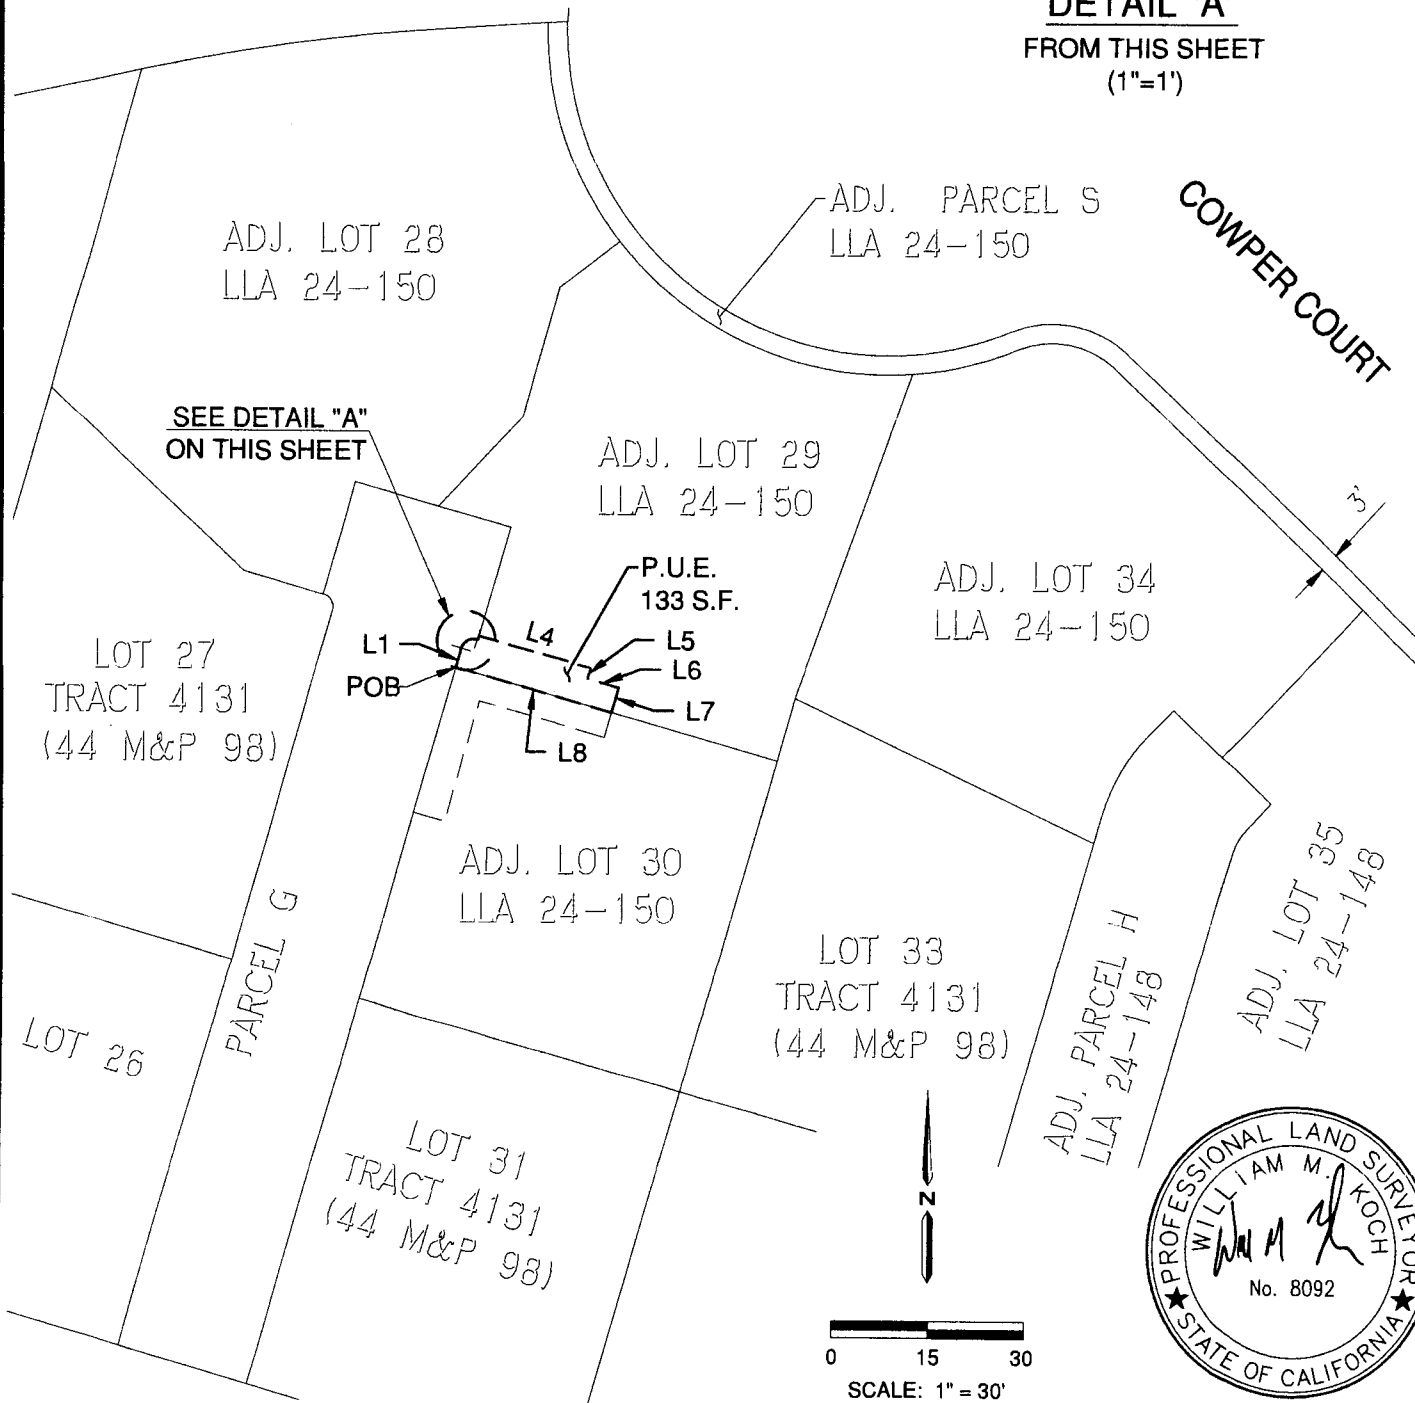 DETAIL "A"
FROM THIS SHEET
(1"=1')
ADJ. PARCEL S
LLA 24-150
COWPER COURT
ADJ. LOT 28
LLA 24-150
SEE DETAIL "A"
ON THIS SHEET
ADJ. LOT 29
LLA 24-150
3'
P.U.E.
133 S.F.
ADJ. LOT 34
LLA 24-150
L4
L5
L1
L6
POB
L7
L8
LOT 27
TRACT 4131
(44 M&P 98)
ADJ. LOT 30
LLA 24-150
ADJ. LOT 35
LLA 24-148
PARCEL G
LOT 33
TRACT 4131
(44 M&P 98)
ADJ. PARCEL H
LLA 24-148
LOT 26
LOT 31
TRACT 4131
(44 M&P 98)
N
0 15 30
SCALE: 1" = 30'
PROFESSIONAL LAND SURVEYOR
WILLIAM M. KOCH
No. 8092
STATE OF CALIFORNIA